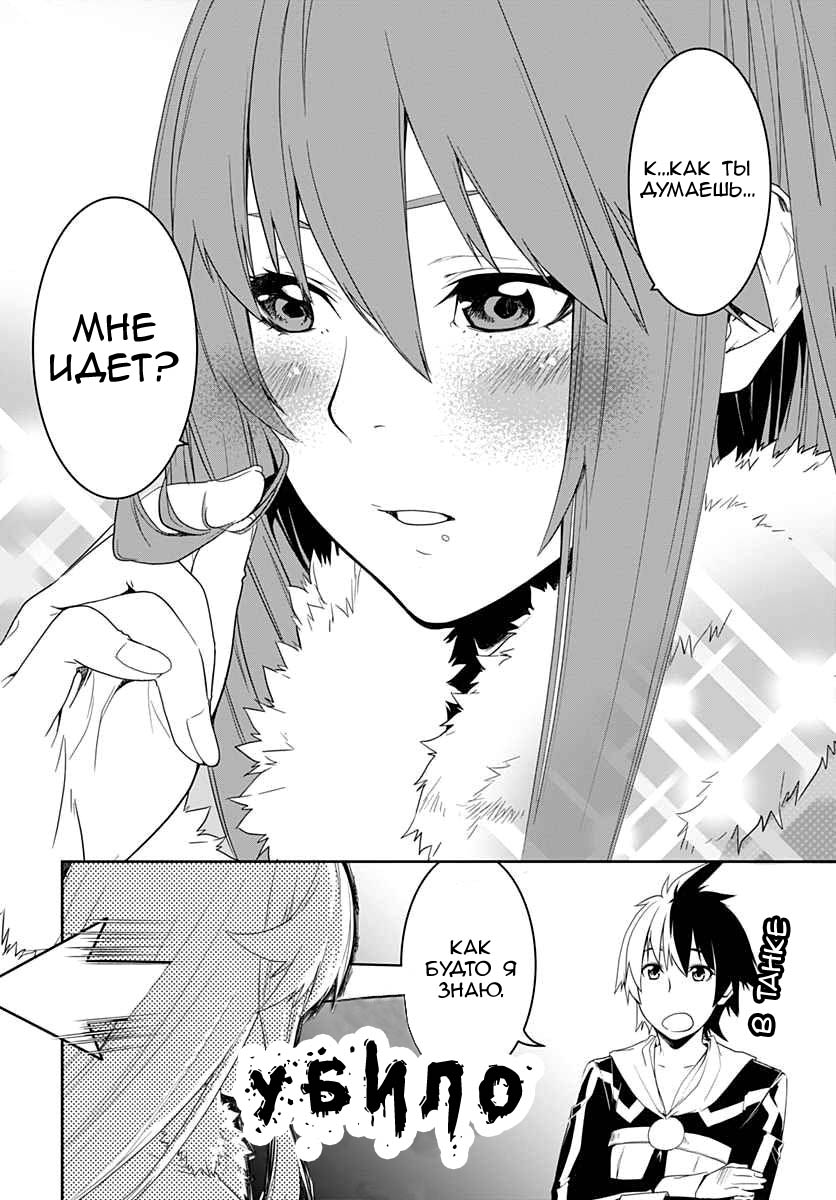 К...КАК ТЫ
ДУМАЕШЬ...
МНЕ
ИДЕТ?
КАК
БУДТО Я
ЗНАЮ.
В ТАНКЕ
УБИЛО